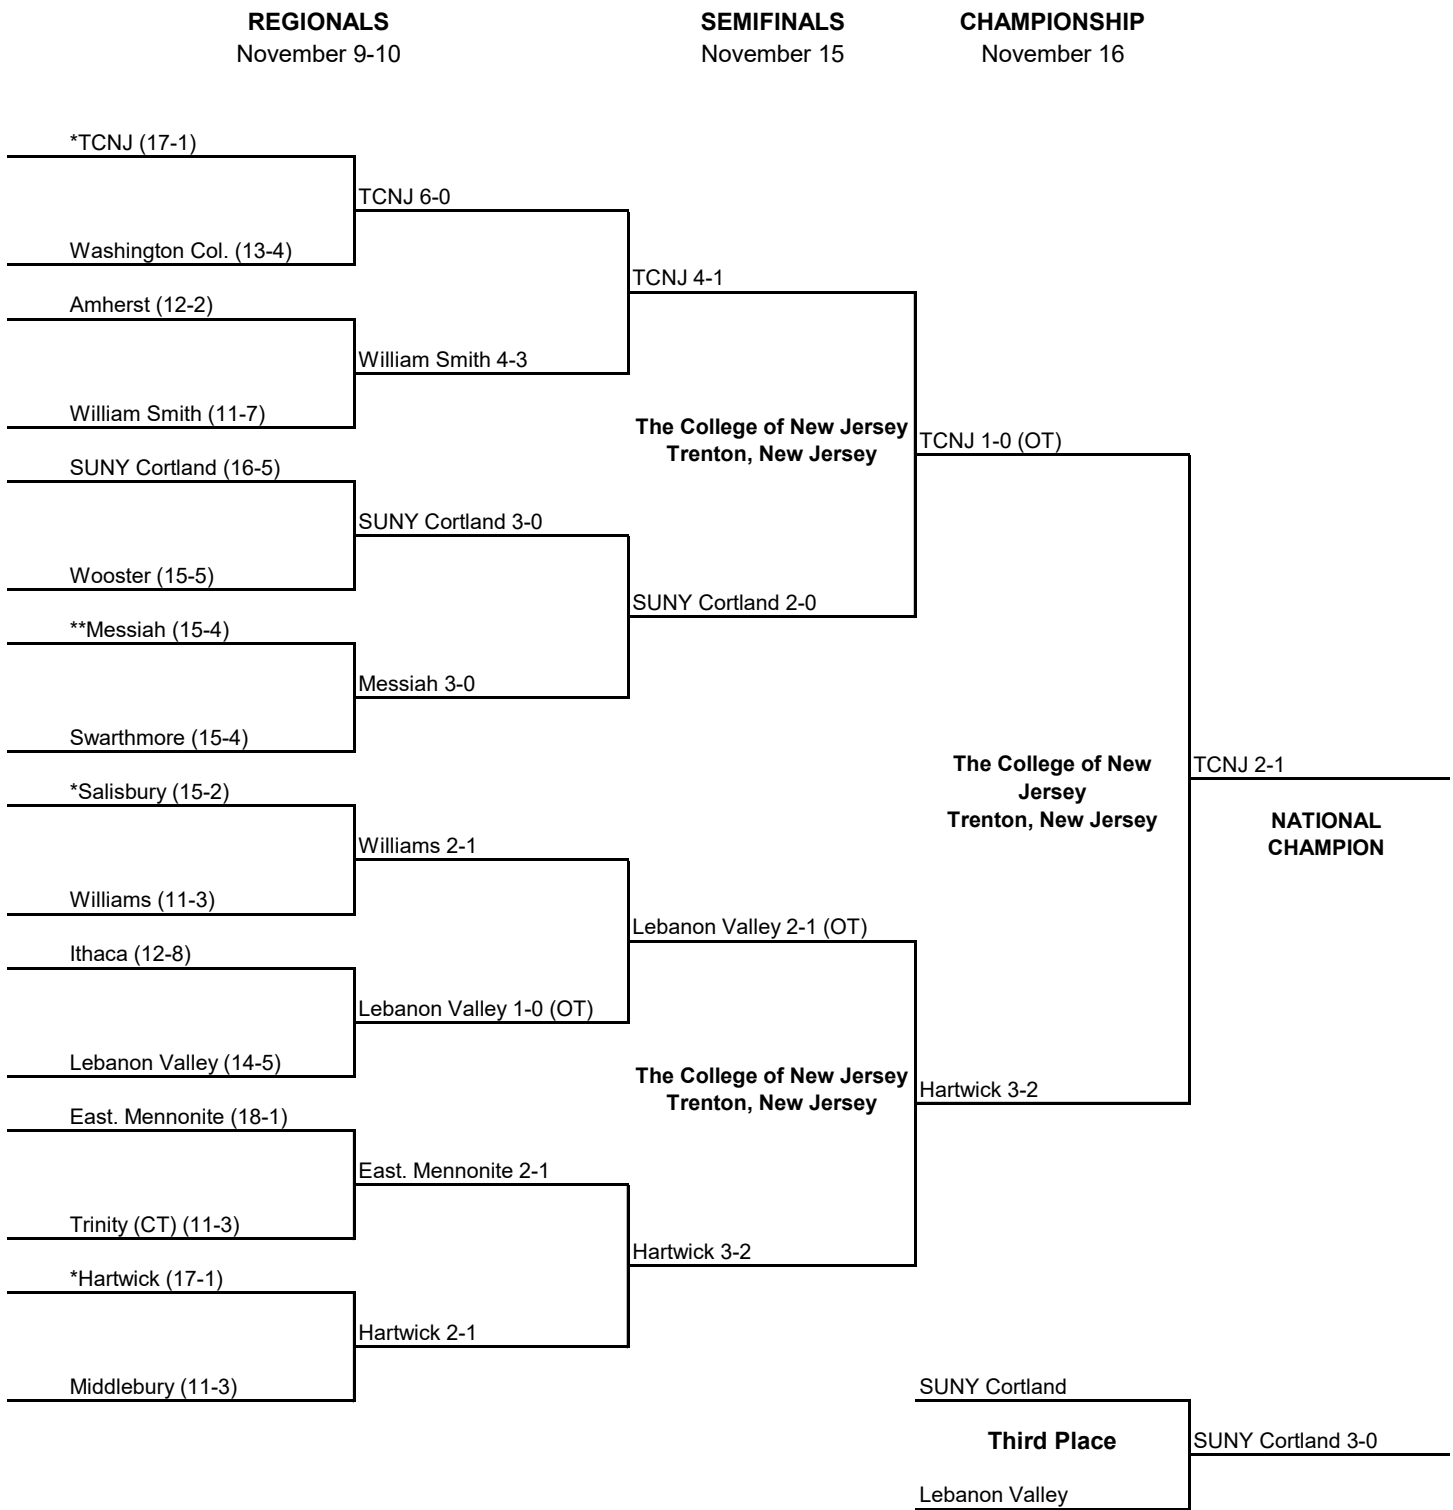 REGIONALS
SEMIFINALS
CHAMPIONSHIP
November 9-10
November 15
November 16
*TCNJ (17-1)
TCNJ 6-0
Washington Col. (13-4)
TCNJ 4-1
Amherst (12-2)
William Smith 4-3
William Smith (11-7)
The College of New Jersey
Trenton, New Jersey
TCNJ 1-0 (OT)
SUNY Cortland (16-5)
SUNY Cortland 3-0
Wooster (15-5)
SUNY Cortland 2-0
**Messiah (15-4)
Messiah 3-0
Swarthmore (15-4)
The College of New
Jersey
Trenton, New Jersey
TCNJ 2-1
NATIONAL
CHAMPION
*Salisbury (15-2)
Williams 2-1
Williams (11-3)
Lebanon Valley 2-1 (OT)
Ithaca (12-8)
Lebanon Valley 1-0 (OT)
Lebanon Valley (14-5)
The College of New Jersey
Trenton, New Jersey
Hartwick 3-2
East. Mennonite (18-1)
East. Mennonite 2-1
Trinity (CT) (11-3)
Hartwick 3-2
*Hartwick (17-1)
Hartwick 2-1
Middlebury (11-3)
SUNY Cortland
Third Place
SUNY Cortland 3-0
Lebanon Valley